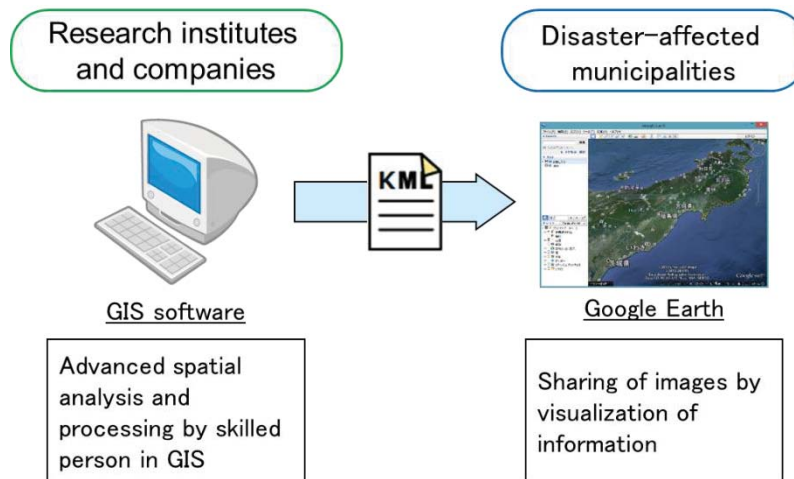 Research institutes
and companies
Disaster-affected
municipalities
KML
GIS software
Google Earth
Advanced spatial
analysis and
processing by skilled
person in GIS
Sharing of images by
visualization of
information